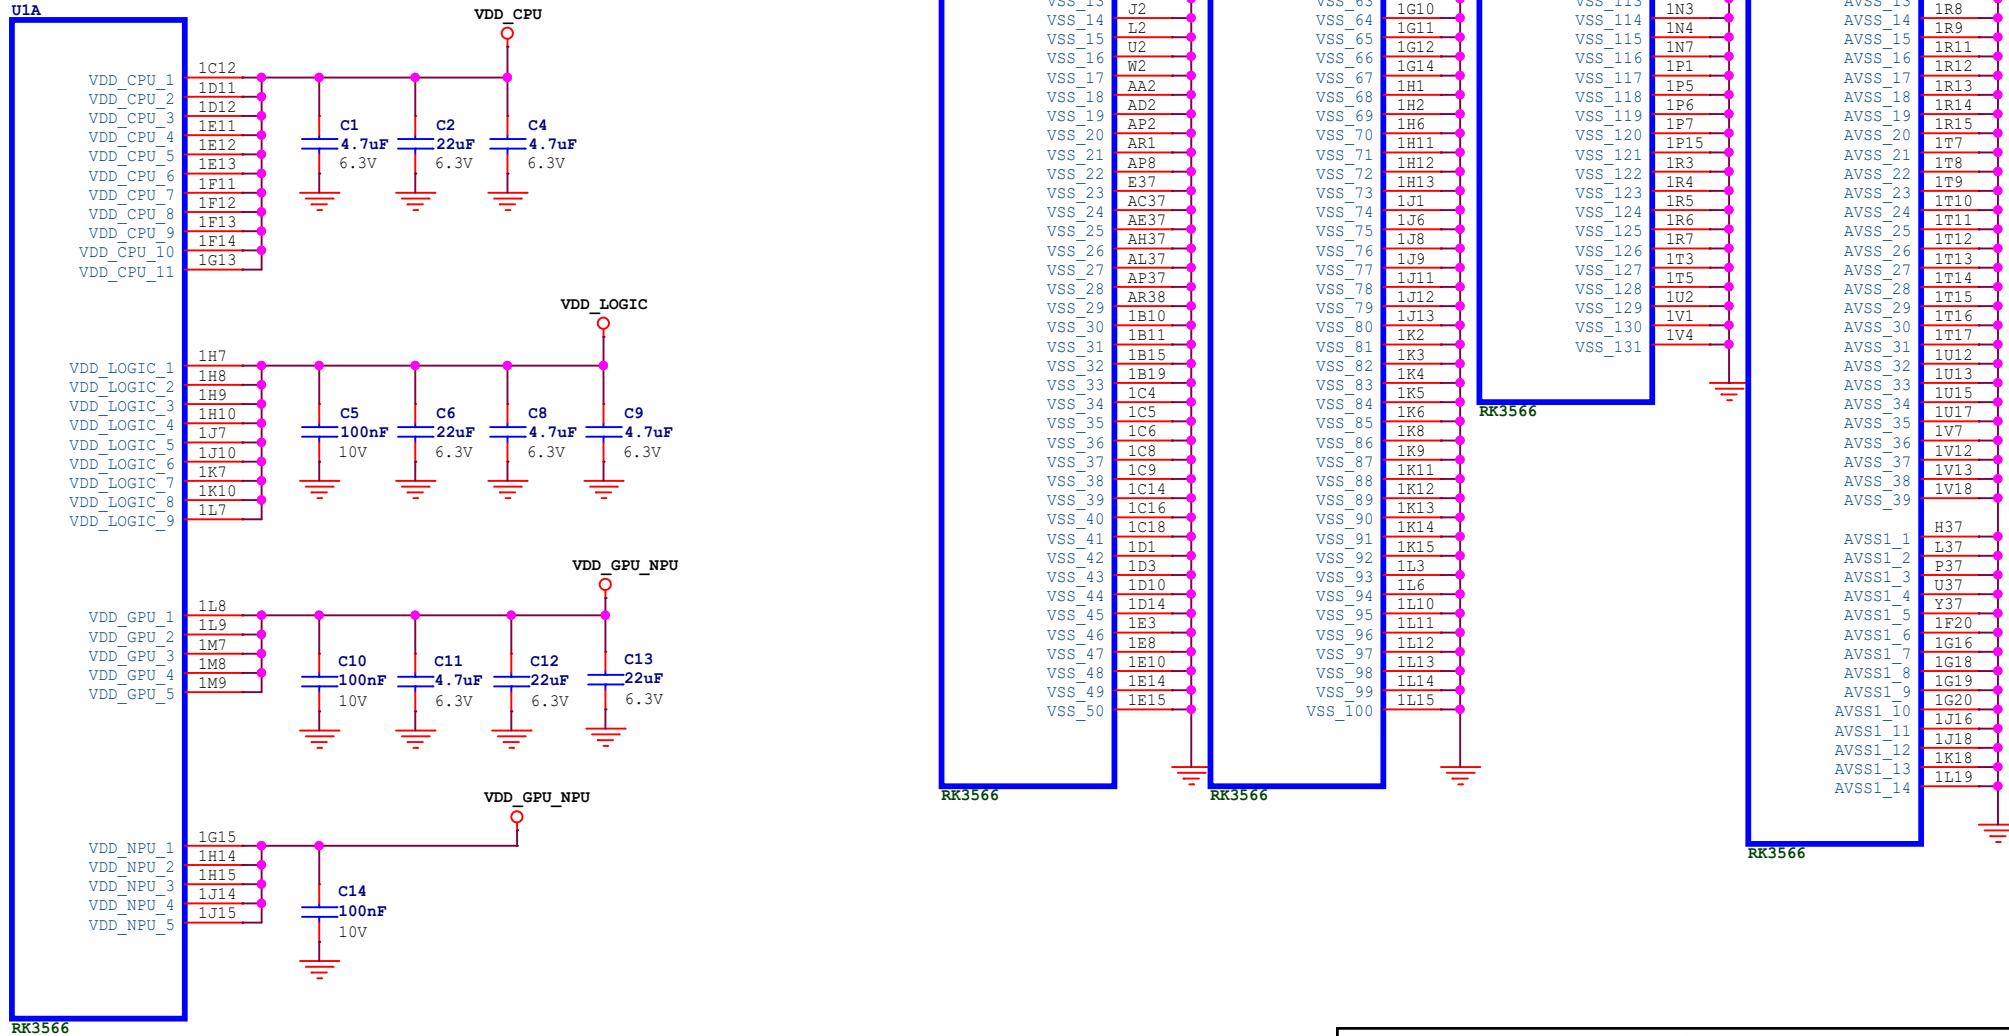 U1A
VDD_CPU
VDD_CPU_1 1C12
VDD_CPU_2 1D11
VDD_CPU_3 1D12
VDD_CPU_4 1E11
VDD_CPU_5 1E12
VDD_CPU_6 1E13
VDD_CPU_7 1F11
VDD_CPU_8 1F12
VDD_CPU_9 1F13
VDD_CPU_10 1F14
VDD_CPU_11 1G13
C1 C2 C4
4.7uF 22uF 4.7uF
6.3V 6.3V 6.3V
VDD_LOGIC
VDD_LOGIC_1 1H7
VDD_LOGIC_2 1H8
VDD_LOGIC_3 1H9
VDD_LOGIC_4 1H10
VDD_LOGIC_5 1J7
VDD_LOGIC_6 1J10
VDD_LOGIC_7 1K7
VDD_LOGIC_8 1K10
VDD_LOGIC_9 1L7
C5 C6 C8 C9
100nF 22uF 4.7uF 4.7uF
10V 6.3V 6.3V 6.3V
VDD_GPU_NPU
VDD_GPU_1 1L8
VDD_GPU_2 1L9
VDD_GPU_3 1M7
VDD_GPU_4 1M8
VDD_GPU_5 1M9
C10 C11 C12 C13
100nF 4.7uF 22uF 22uF
10V 6.3V 6.3V 6.3V
VDD_GPU_NPU
VDD_NPU_1 1G15
VDD_NPU_2 1H14
VDD_NPU_3 1H15
VDD_NPU_4 1J14
VDD_NPU_5 1J15
C14
100nF
10V
RK3566
VSS_13
VSS_14 J2
VSS_15 L2
VSS_16 U2
VSS_17 W2
VSS_18 AA2
VSS_19 AD2
VSS_20 AP2
VSS_21 AR1
VSS_22 AP8
VSS_23 E37
VSS_24 AC37
VSS_25 AE37
VSS_26 AH37
VSS_27 AL37
VSS_28 AP37
VSS_29 AR38
VSS_30 1B10
VSS_31 1B11
VSS_32 1B15
VSS_33 1B19
VSS_34 1C4
VSS_35 1C5
VSS_36 1C6
VSS_37 1C8
VSS_38 1C9
VSS_39 1C14
VSS_40 1C16
VSS_41 1C18
VSS_42 1D1
VSS_43 1D3
VSS_44 1D10
VSS_45 1D14
VSS_46 1E3
VSS_47 1E8
VSS_48 1E10
VSS_49 1E14
VSS_50 1E15
RK3566
VSS_63
VSS_64 1G10
VSS_65 1G11
VSS_66 1G12
VSS_67 1G14
VSS_68 1H1
VSS_69 1H2
VSS_70 1H6
VSS_71 1H11
VSS_72 1H12
VSS_73 1H13
VSS_74 1J1
VSS_75 1J6
VSS_76 1J8
VSS_77 1J9
VSS_78 1J11
VSS_79 1J12
VSS_80 1J13
VSS_81 1K2
VSS_82 1K3
VSS_83 1K4
VSS_84 1K5
VSS_85 1K6
VSS_86 1K8
VSS_87 1K9
VSS_88 1K11
VSS_89 1K12
VSS_90 1K13
VSS_91 1K14
VSS_92 1K15
VSS_93 1L3
VSS_94 1L6
VSS_95 1L10
VSS_96 1L11
VSS_97 1L12
VSS_98 1L13
VSS_99 1L14
VSS_100 1L15
RK3566
VSS_113
VSS_114 1N3
VSS_115 1N4
VSS_116 1N7
VSS_117 1P1
VSS_118 1P5
VSS_119 1P6
VSS_120 1P7
VSS_121 1P15
VSS_122 1R3
VSS_123 1R4
VSS_124 1R5
VSS_125 1R6
VSS_126 1R7
VSS_127 1T3
VSS_128 1T5
VSS_129 1U2
VSS_130 1V1
VSS_131 1V4
RK3566
AVSS_13
AVSS_14 1R8
AVSS_15 1R9
AVSS_16 1R11
AVSS_17 1R12
AVSS_18 1R13
AVSS_19 1R14
AVSS_20 1R15
AVSS_21 1T7
AVSS_22 1T8
AVSS_23 1T9
AVSS_24 1T10
AVSS_25 1T11
AVSS_26 1T12
AVSS_27 1T13
AVSS_28 1T14
AVSS_29 1T15
AVSS_30 1T16
AVSS_31 1T17
AVSS_32 1U12
AVSS_33 1U13
AVSS_34 1U15
AVSS_35 1U17
AVSS_36 1V7
AVSS_37 1V12
AVSS_38 1V13
AVSS_39 1V18
AVSS1_1 H37
AVSS1_2 L37
AVSS1_3 P37
AVSS1_4 U37
AVSS1_5 Y37
AVSS1_6 1F20
AVSS1_7 1G16
AVSS1_8 1G18
AVSS1_9 1G19
AVSS1_10 1G20
AVSS1_11 1J16
AVSS1_12 1J18
AVSS1_13 1K18
AVSS1_14 1L19
RK3566